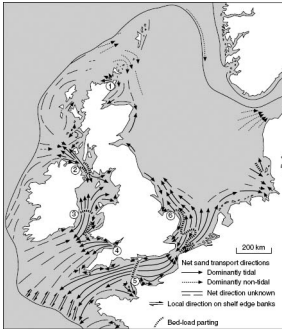 1
2
3
4
5
6
200 km
Net sand transport directions
Dominantly tidal
Dominantly non-tidal
Net direction unknown
Local direction on shelf edge banks
Bed-load parting